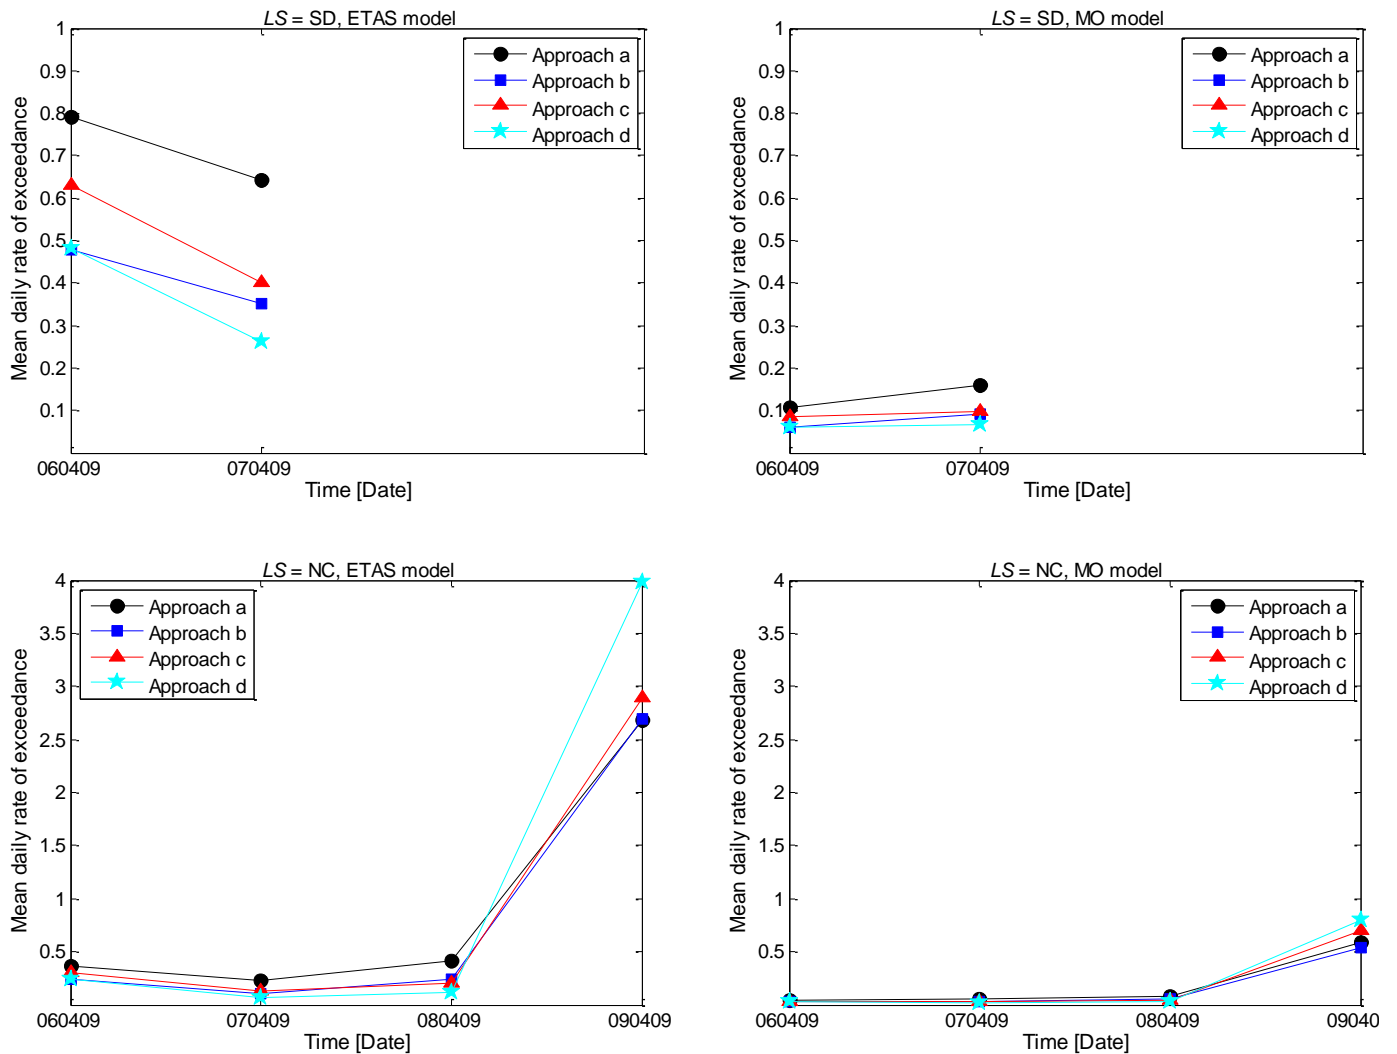 LS = SD, ETAS model
1
0.9
0.8
0.7
0.6
0.5
0.4
0.3
0.2
0.1
Mean daily rate of exceedance
Approach a
Approach b
Approach c
Approach d
060409
070409
Time [Date]
LS = SD, MO model
1
0.9
0.8
0.7
0.6
0.5
0.4
0.3
0.2
0.1
Mean daily rate of exceedance
Approach a
Approach b
Approach c
Approach d
060409
070409
Time [Date]
LS = NC, ETAS model
4
3.5
3
2.5
2
1.5
1
0.5
Mean daily rate of exceedance
Approach a
Approach b
Approach c
Approach d
060409
070409
080409
090409
Time [Date]
LS = NC, MO model
4
3.5
3
2.5
2
1.5
1
0.5
Mean daily rate of exceedance
Approach a
Approach b
Approach c
Approach d
060409
070409
080409
09040
Time [Date]